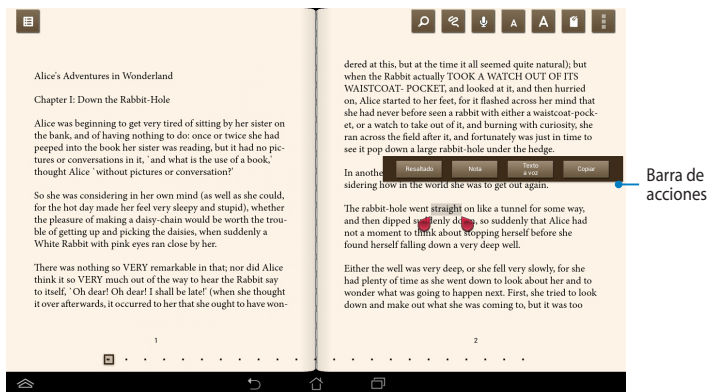 A A
Alice's Adventures in Wonderland
Chapter I: Down the Rabbit-Hole
Alice was beginning to get very tired of sitting by her sister on
the bank, and of having nothing to do: once or twice she had
peeped into the book her sister was reading, but it had no pic-
tures or conversations in it, `and what is the use of a book,'
thought Alice `without pictures or conversation?'
So she was considering in her own mind (as well as she could,
for the hot day made her feel very sleepy and stupid), whether
the pleasure of making a daisy-chain would be worth the trou-
ble of getting up and picking the daisies, when suddenly a
White Rabbit with pink eyes ran close by her.
There was nothing so VERY remarkable in that; nor did Alice
think it so VERY much out of the way to hear the Rabbit say
to itself, `Oh dear! Oh dear! I shall be late!' (when she thought
it over afterwards, it occurred to her that she ought to have won-
1
dered at this, but at the time it all seemed quite natural); but
when the Rabbit actually TOOK A WATCH OUT OF ITS
WAISTCOAT- POCKET, and looked at it, and then hurried
on, Alice started to her feet, for it flashed across her mind that
she had never before seen a rabbit with either a waistcoat-pock-
et, or a watch to take out of it, and burning with curiosity, she
ran across the field after it, and fortunately was just in time to
see it pop down a large rabbit-hole under the hedge.
Resaltado Nota Texto a voz Copiar
In anothe
sidering how in the world she was to get out again.
The rabbit-hole went straight on like a tunnel for some way,
and then dipped suddenly down, so suddenly that Alice had
not a moment to think about stopping herself before she
found herself falling down a very deep well.
Either the well was very deep, or she fell very slowly, for she
had plenty of time as she went down to look about her and to
wonder what was going to happen next. First, she tried to look
down and make out what she was coming to, but it was too
2
Barra de
acciones